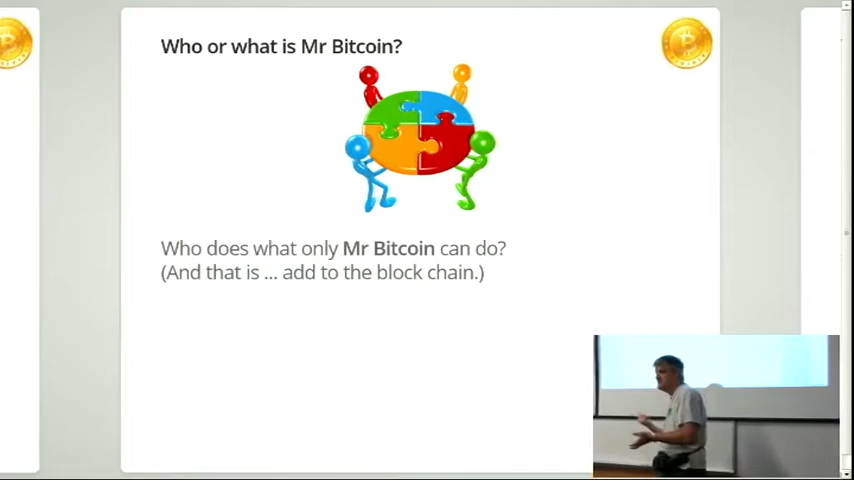 Who or what is Mr Bitcoin?
Who does what only Mr Bitcoin can do?
(And that is ... add to the block chain.)